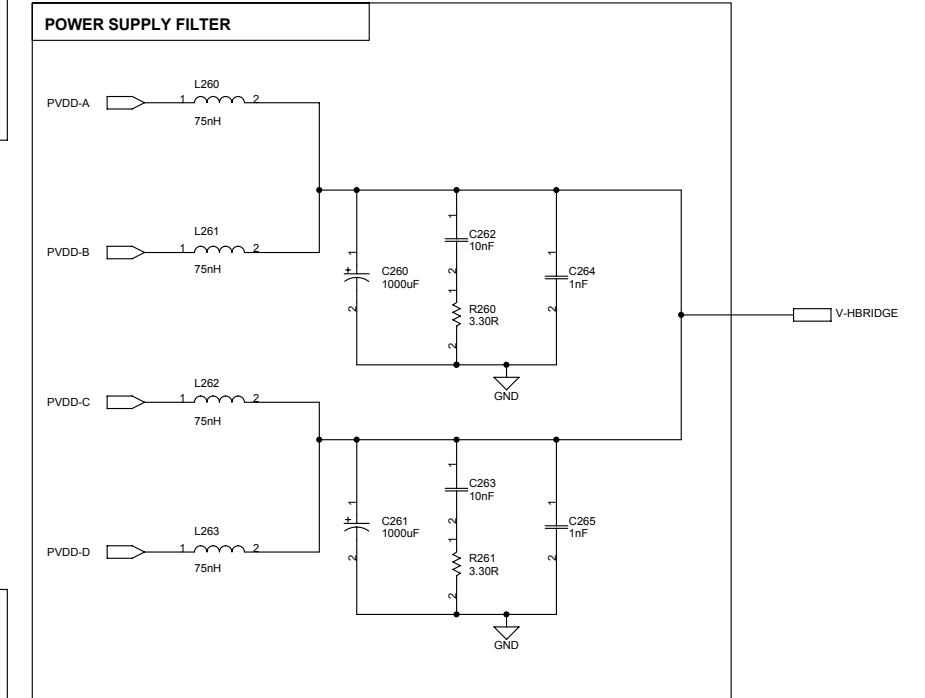 POWER SUPPLY FILTER
L260
PVDD-A
1
2
75nH
L261
PVDD-B
1
2
75nH
1
+
C260
1000uF
2
1
C262
10nF
2
1
R260
3.30R
2
1
C264
1nF
2
GND
V-HBRIDGE
L262
PVDD-C
1
2
75nH
L263
PVDD-D
1
2
75nH
1
+
C261
1000uF
2
1
C263
10nF
2
1
R261
3.30R
2
1
C265
1nF
2
GND